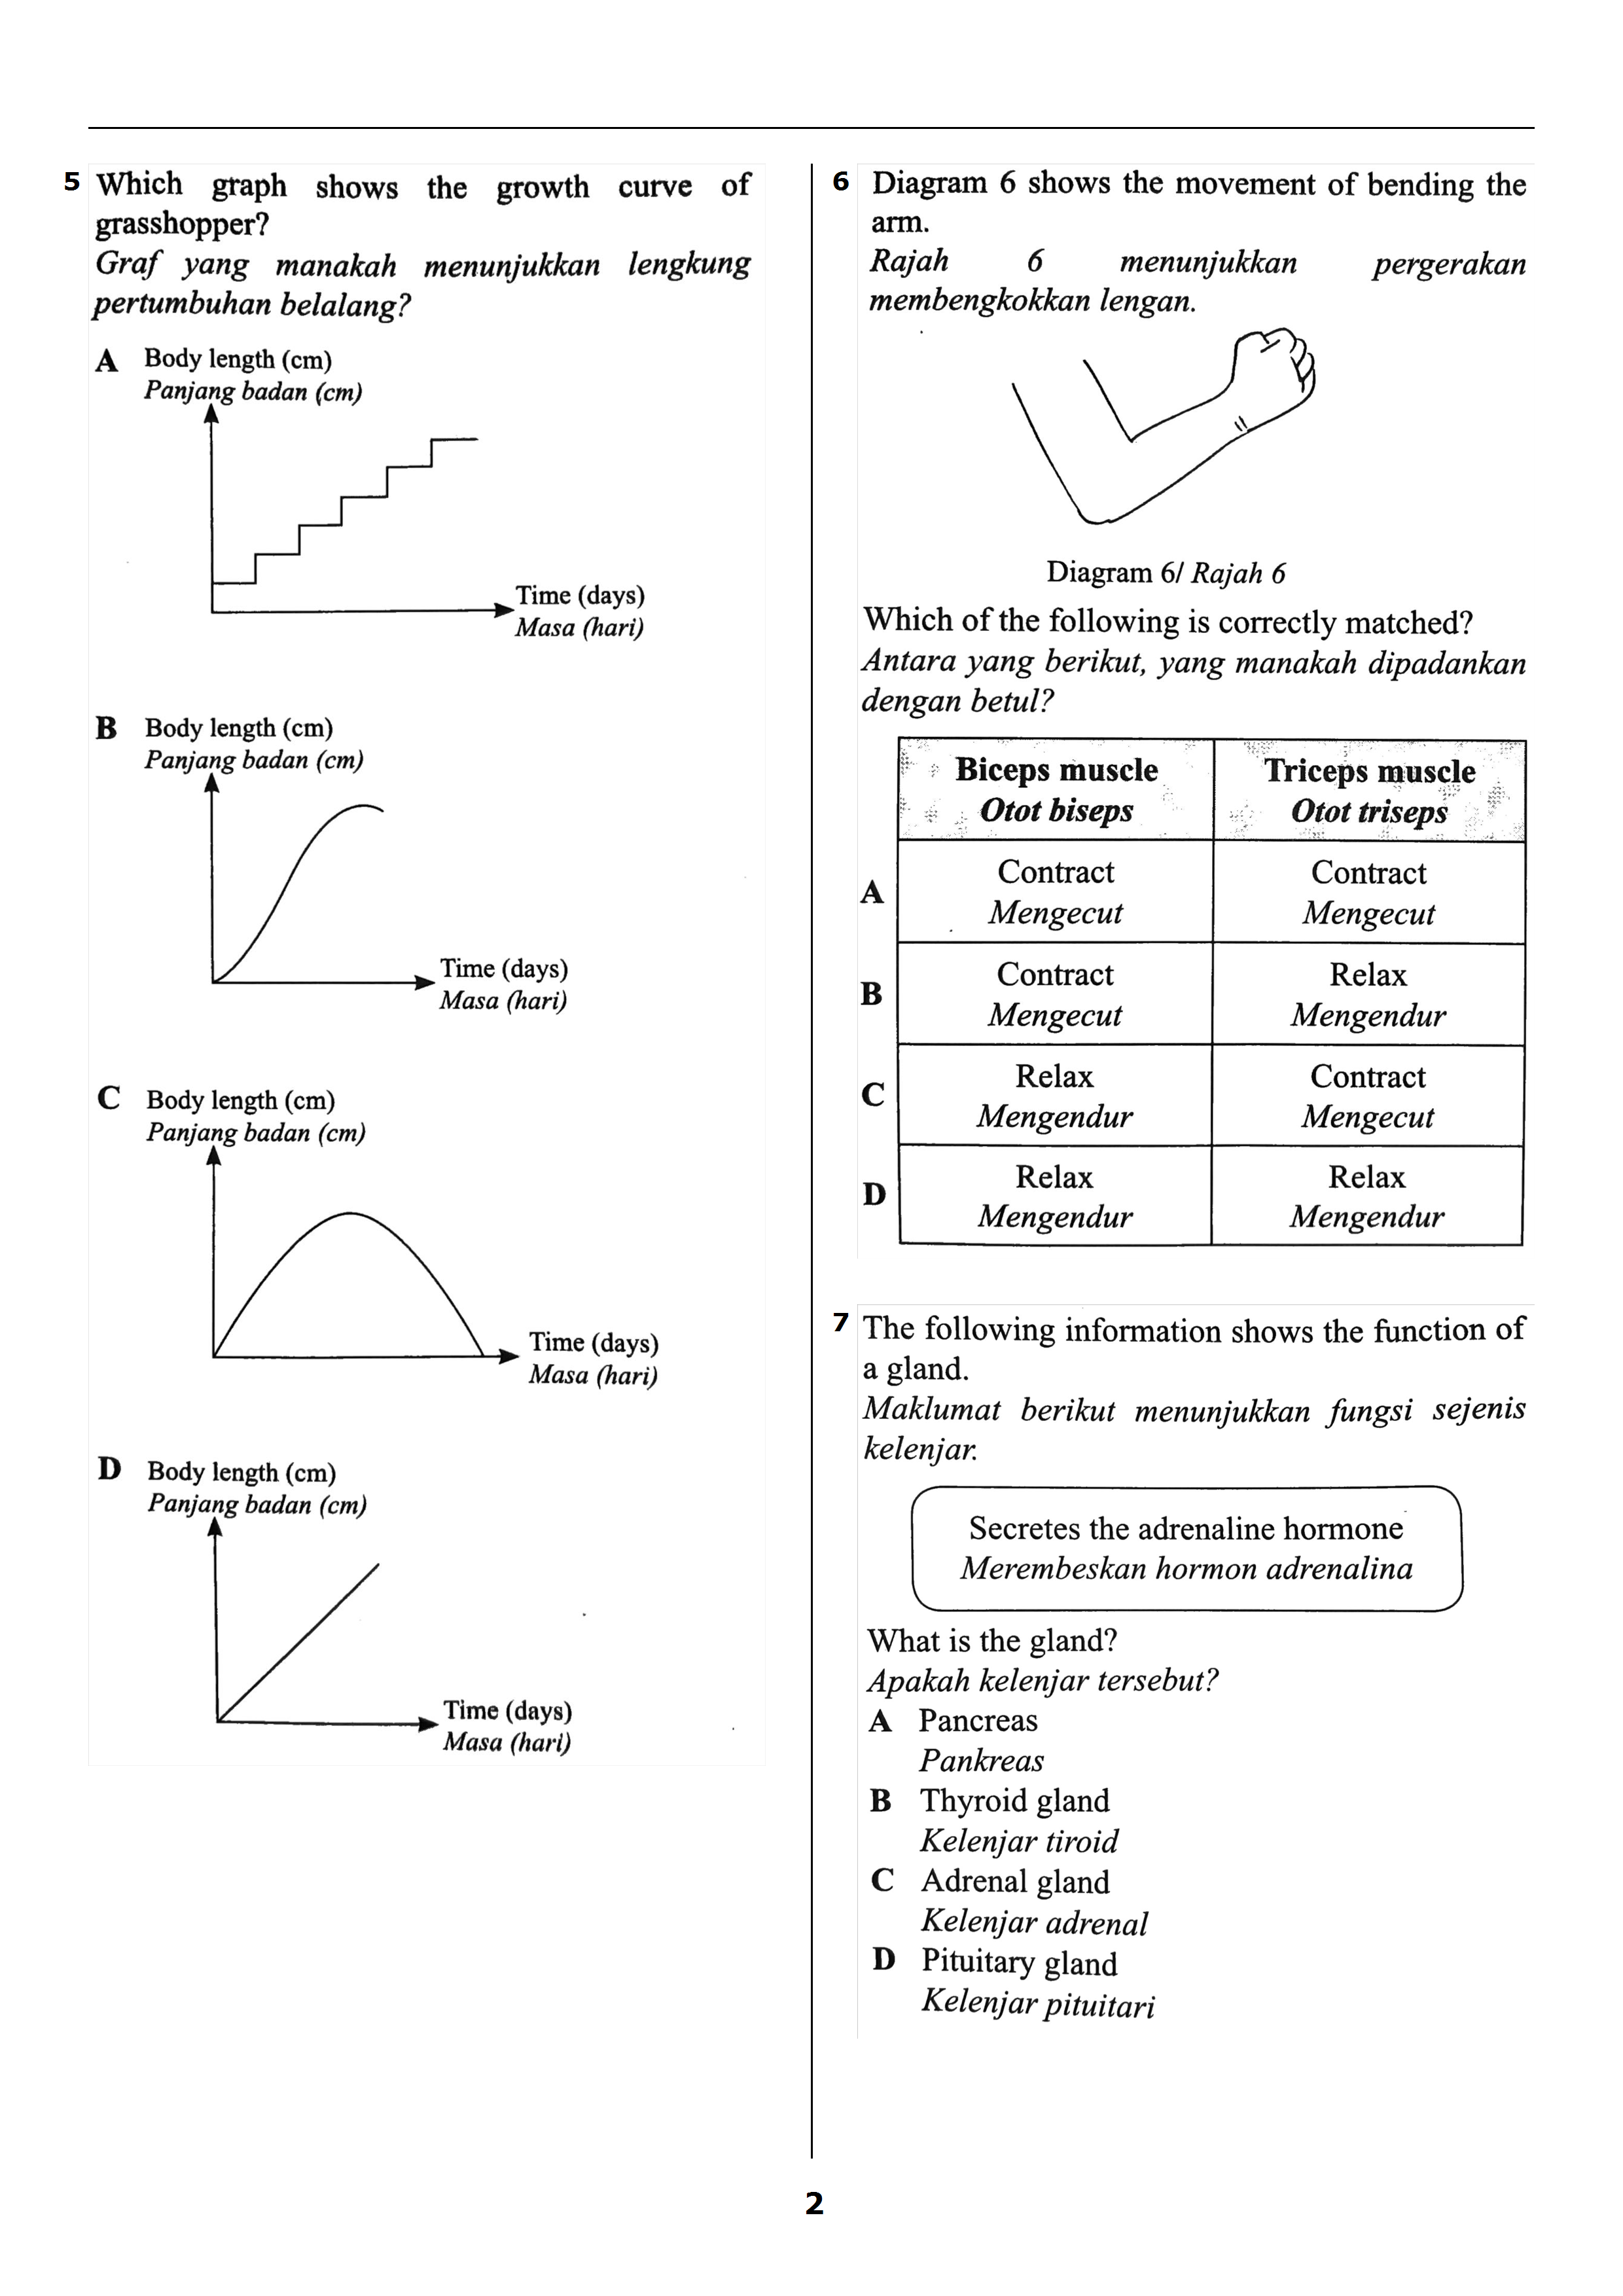 5 Which graph shows the growth curve of
grasshopper?
Graf yang manakah menunjukkan lengkung
pertumbuhan belalang?
A Body length (cm)
Panjang badan (cm)
Time (days)
Masa (hari)
B Body length (cm)
Panjang badan (cm)
Time (days)
Masa (hari)
C Body length (cm)
Panjang badan (cm)
Time (days)
Masa (hari)
D Body length (cm)
Panjang badan (cm)
Time (days)
Masa (hari)
6 Diagram 6 shows the movement of bending the
arm.
Rajah 6 menunjukkan pergerakan
membengkokkan lengan.
Diagram 6/ Rajah 6
Which of the following is correctly matched?
Antara yang berikut, yang manakah dipadankan
dengan betul?
Biceps muscle Triceps muscle
Otot biseps Otot triseps
A Contract Contract
Mengecut Mengecut
B Contract Relax
Mengecut Mengendur
C Relax Contract
Mengendur Mengecut
D Relax Relax
Mengendur Mengendur
7 The following information shows the function of
a gland.
Maklumat berikut menunjukkan fungsi sejenis
kelenjar.
Secretes the adrenaline hormone
Merembeskan hormon adrenalina
What is the gland?
Apakah kelenjar tersebut?
A Pancreas
Pankreas
B Thyroid gland
Kelenjar tiroid
C Adrenal gland
Kelenjar adrenal
D Pituitary gland
Kelenjar pituitari
2